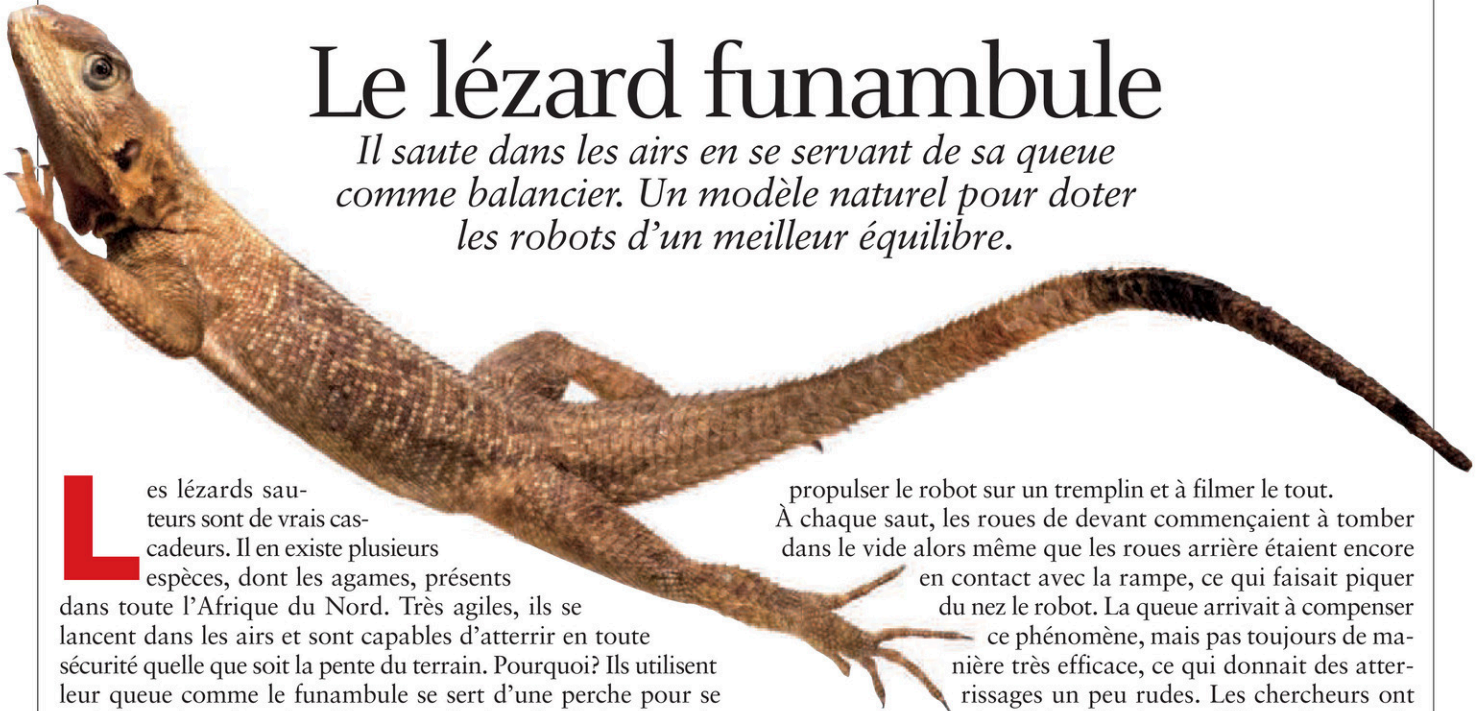 Le lézard funambule
Il saute dans les airs en se servant de sa queue
comme balancier. Un modèle naturel pour doter
les robots d’un meilleur équilibre.
Les lézards sau-
teurs sont de vrais cas-
cadeurs. Il en existe plusieurs
espèces, dont les agames, présents
dans toute l’Afrique du Nord. Très agiles, ils se
lancent dans les airs et sont capables d’atterrir en toute
sécurité quelle que soit la pente du terrain. Pourquoi? Ils utilisent
leur queue comme le funambule se sert d’une perche pour se
propulser le robot sur un tremplin et à filmer le tout.
À chaque saut, les roues de devant commençaient à tomber
dans le vide alors même que les roues arrière étaient encore
en contact avec la rampe, ce qui faisait piquer
du nez le robot. La queue arrivait à compenser
ce phénomène, mais pas toujours de ma-
nière très efficace, ce qui donnait des atter-
rissages un peu rudes. Les chercheurs ont